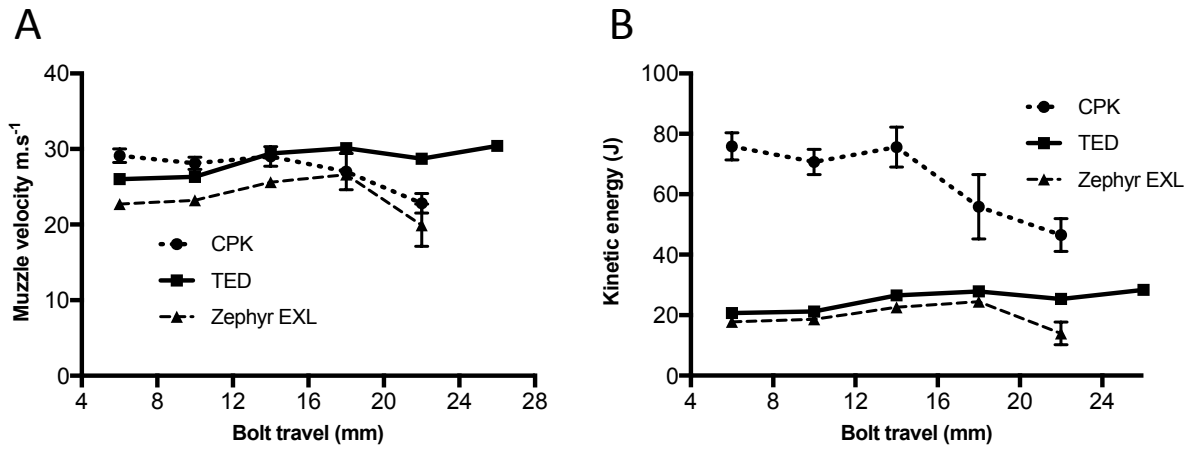 A
Muzzle velocity m.s-1
40
30
20
10
0
CPK
TED
Zephyr EXL
4 8 12 16 20 24 28
Bolt travel (mm)
B
Kinetic energy (J)
100
80
60
40
20
0
CPK
TED
Zephyr EXL
4 8 12 16 20 24
Bolt travel (mm)